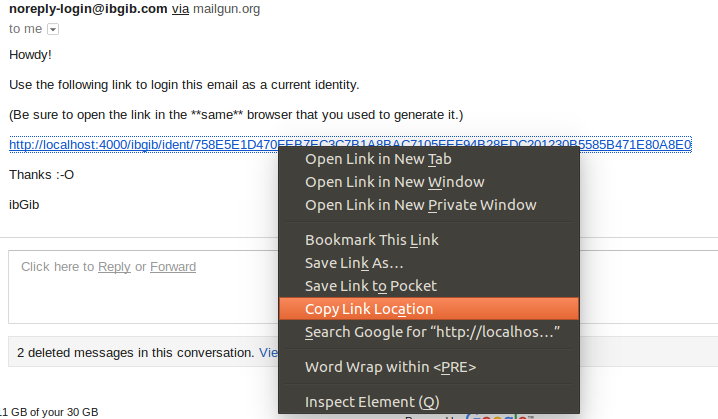 noreply-login@ibgib.com via mailgun.org
to me
Howdy!
Use the following link to login this email as a current identity.
(Be sure to open the link in the **same** browser that you used to generate it.)
http://localhost:4000/ibgib/ident/758E5E1D470
Thanks :-O
ibGib
Open Link in New Tab
Open Link in New Window
Open Link in New Private Window
Bookmark This Link
Save Link As...
Save Link to Pocket
Copy Link Location
Search Google for “http://localhos...”
Word Wrap within <PRE>
Inspect Element (Q)
Click here to Reply or Forward
2 deleted messages in this conversation. Vie
11 GB of your 30 GB